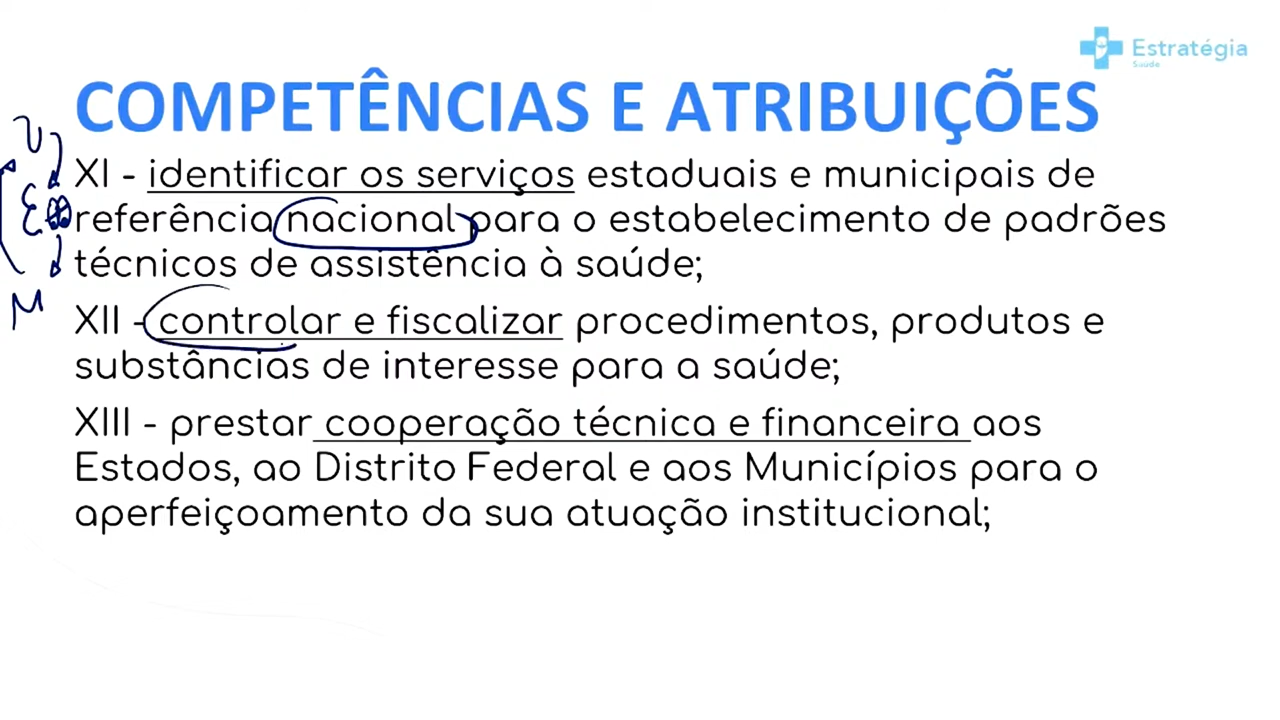 Estratégia
Saúde
COMPETÊNCIAS E ATRIBUIÇÕES
U
XI - identificar os serviços estaduais e municipais de
E
referência nacional para o estabelecimento de padrões
técnicos de assistência à saúde;
M
XII - controlar e fiscalizar procedimentos, produtos e
substâncias de interesse para a saúde;
XIII - prestar cooperação técnica e financeira aos
Estados, ao Distrito Federal e aos Municípios para o
aperfeiçoamento da sua atuação institucional;